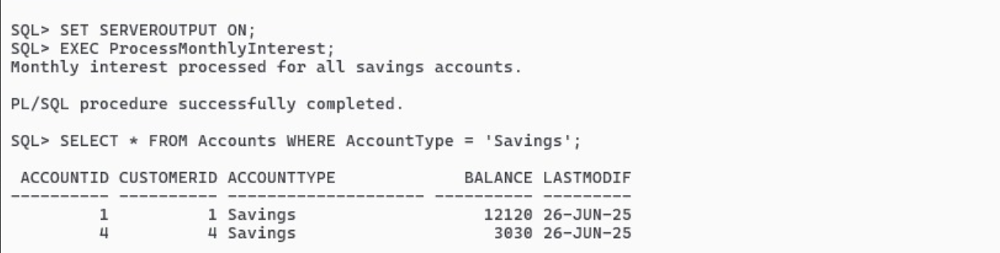 SQL> SET SERVEROUTPUT ON;
SQL> EXEC ProcessMonthlyInterest;
Monthly interest processed for all savings accounts.
PL/SQL procedure successfully completed.
SQL> SELECT * FROM Accounts WHERE AccountType = 'Savings';
 ACCOUNTID CUSTOMERID ACCOUNTTYPE             BALANCE LASTMODIF
---------- ---------- -------------------- ---------- ---------
         1          1 Savings                   12120 26-JUN-25
         4          4 Savings                    3030 26-JUN-25